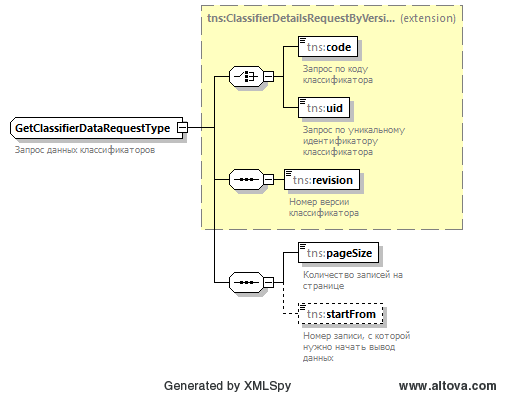 tns:ClassifierDetailsRequestByVersi... (extension)
tns:code
Запрос по коду
классификатора
tns:uid
Запрос по уникальному
идентификатору
классификатора
GetClassifierDataRequestType
Запрос данных классификаторов
tns:revision
Номер версии
классификатора
tns:pageSize
Количество записей на
странице
tns:startFrom
Номер записи, с которой
нужно начать вывод
данных
Generated by XMLSpy
www.altova.com